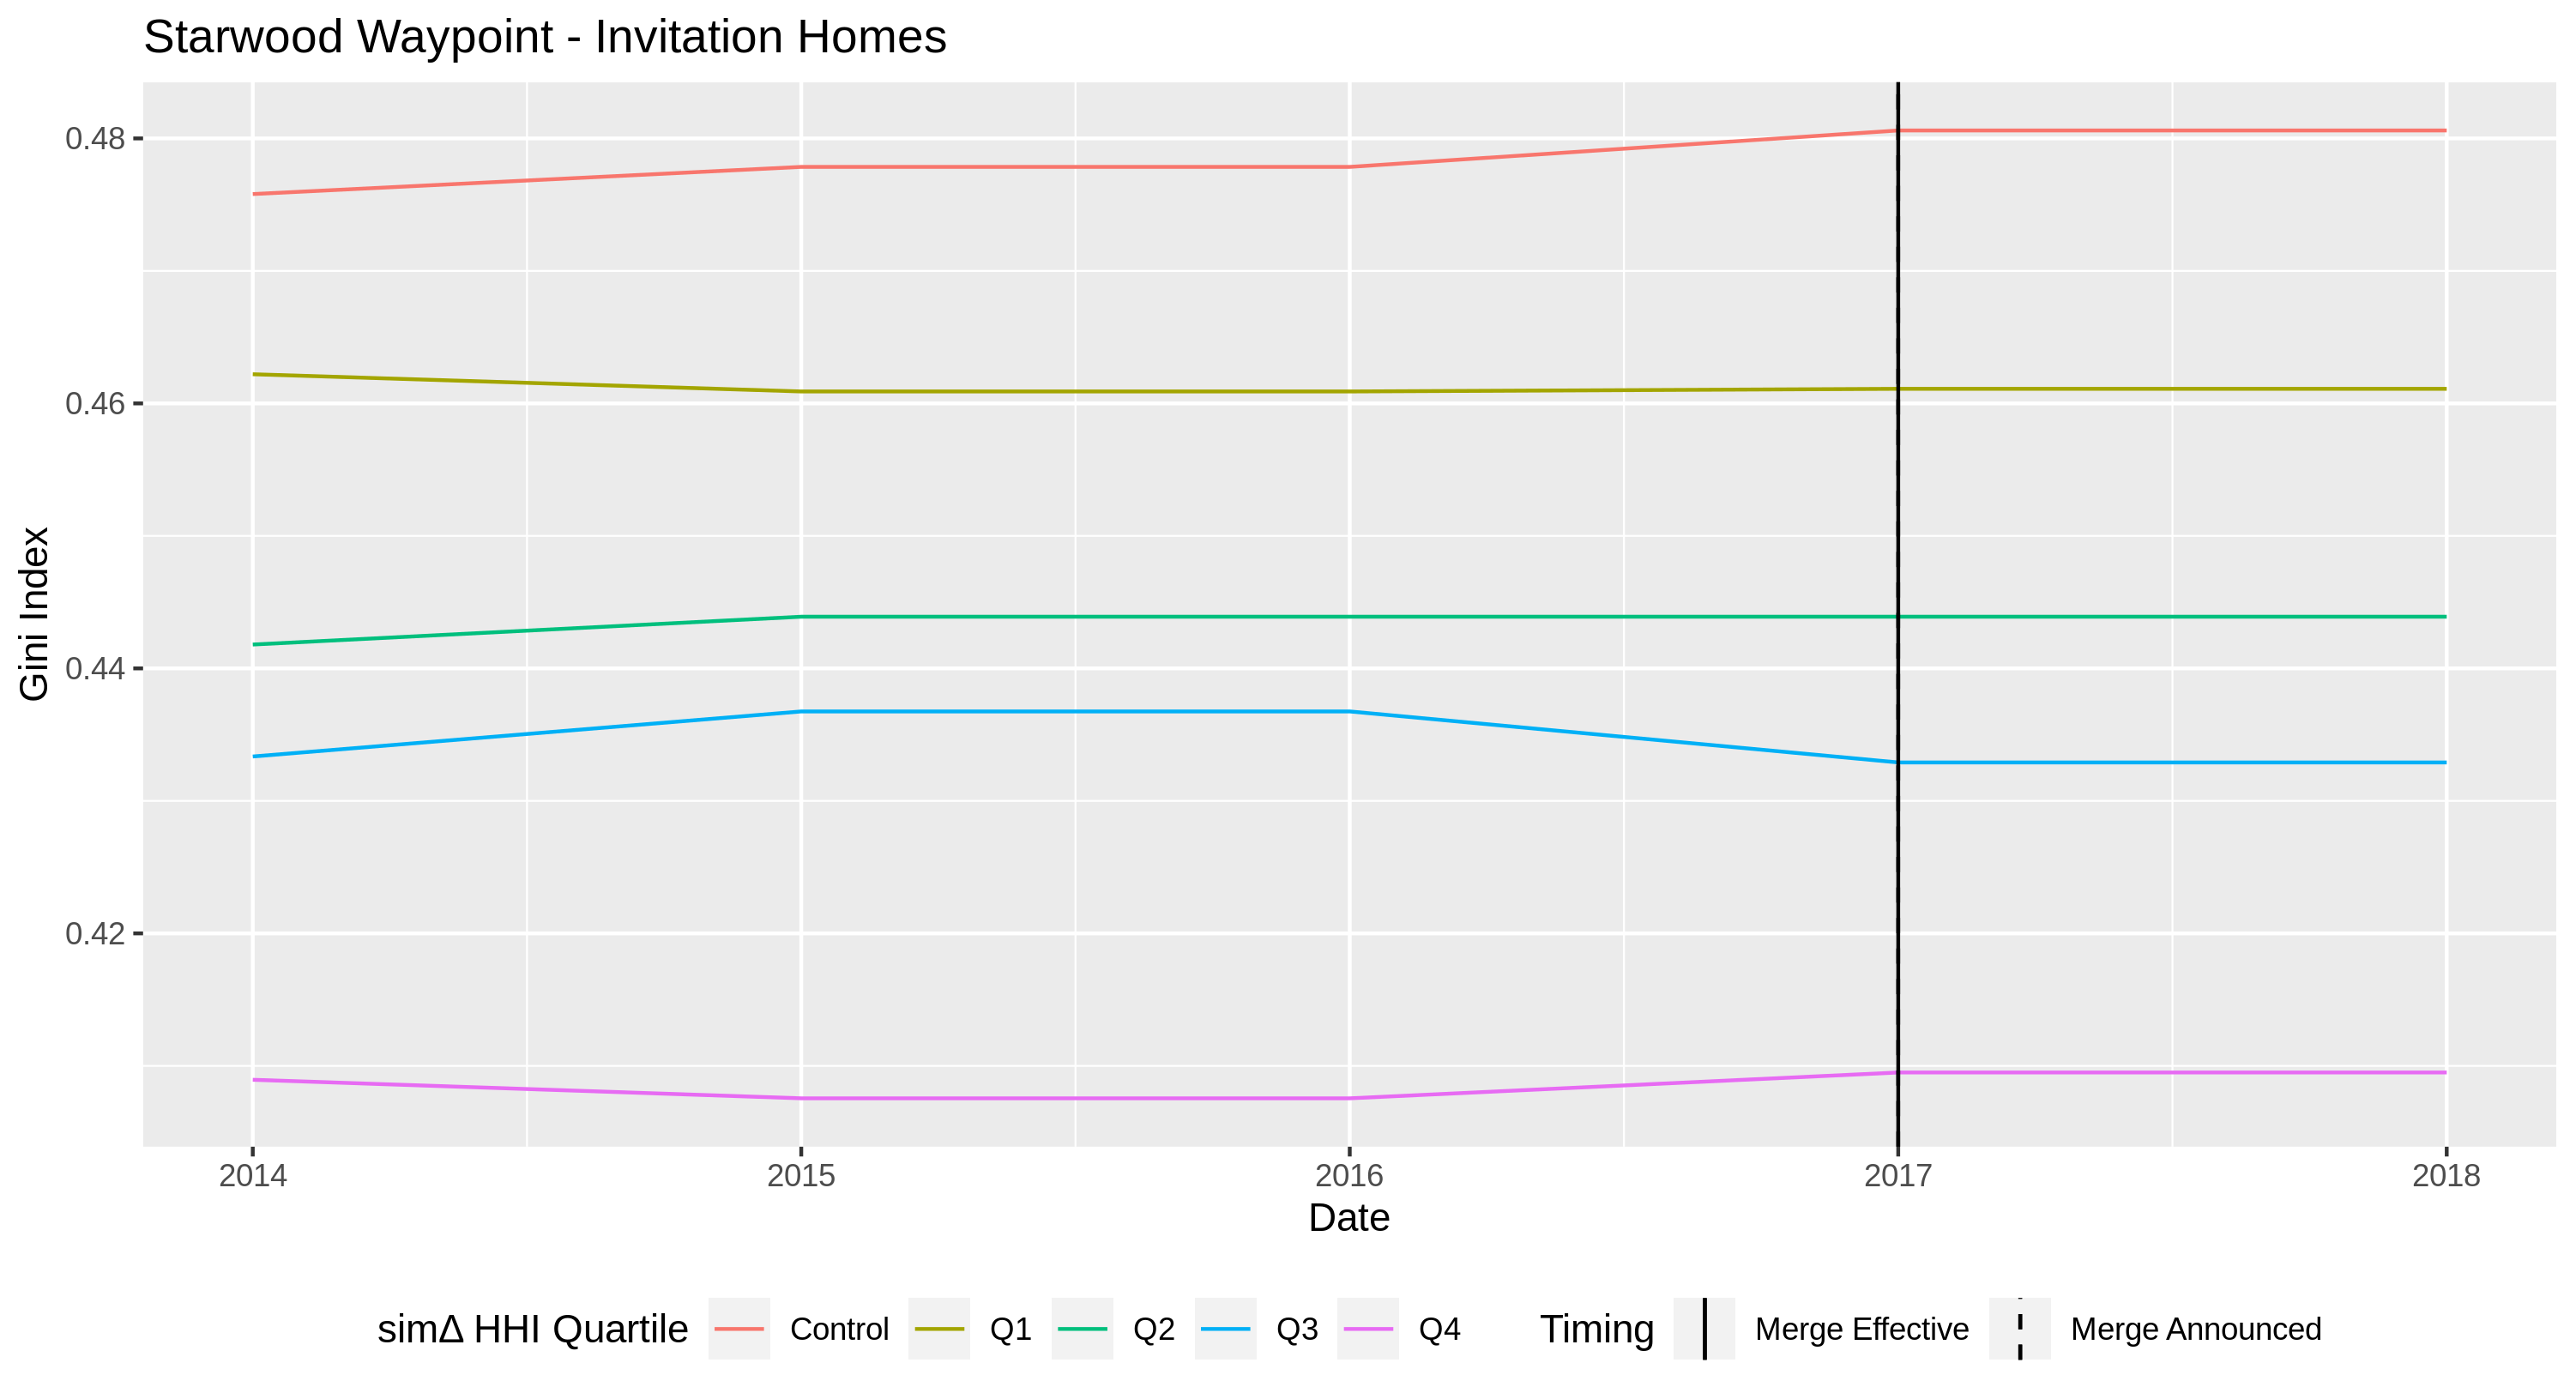 Starwood Waypoint - Invitation Homes
Gini Index
0.48
0.46
0.44
0.42
2014 2015 2016 2017 2018
Date
simΔ HHI Quartile Control Q1 Q2 Q3 Q4 Timing Merge Effective Merge Announced